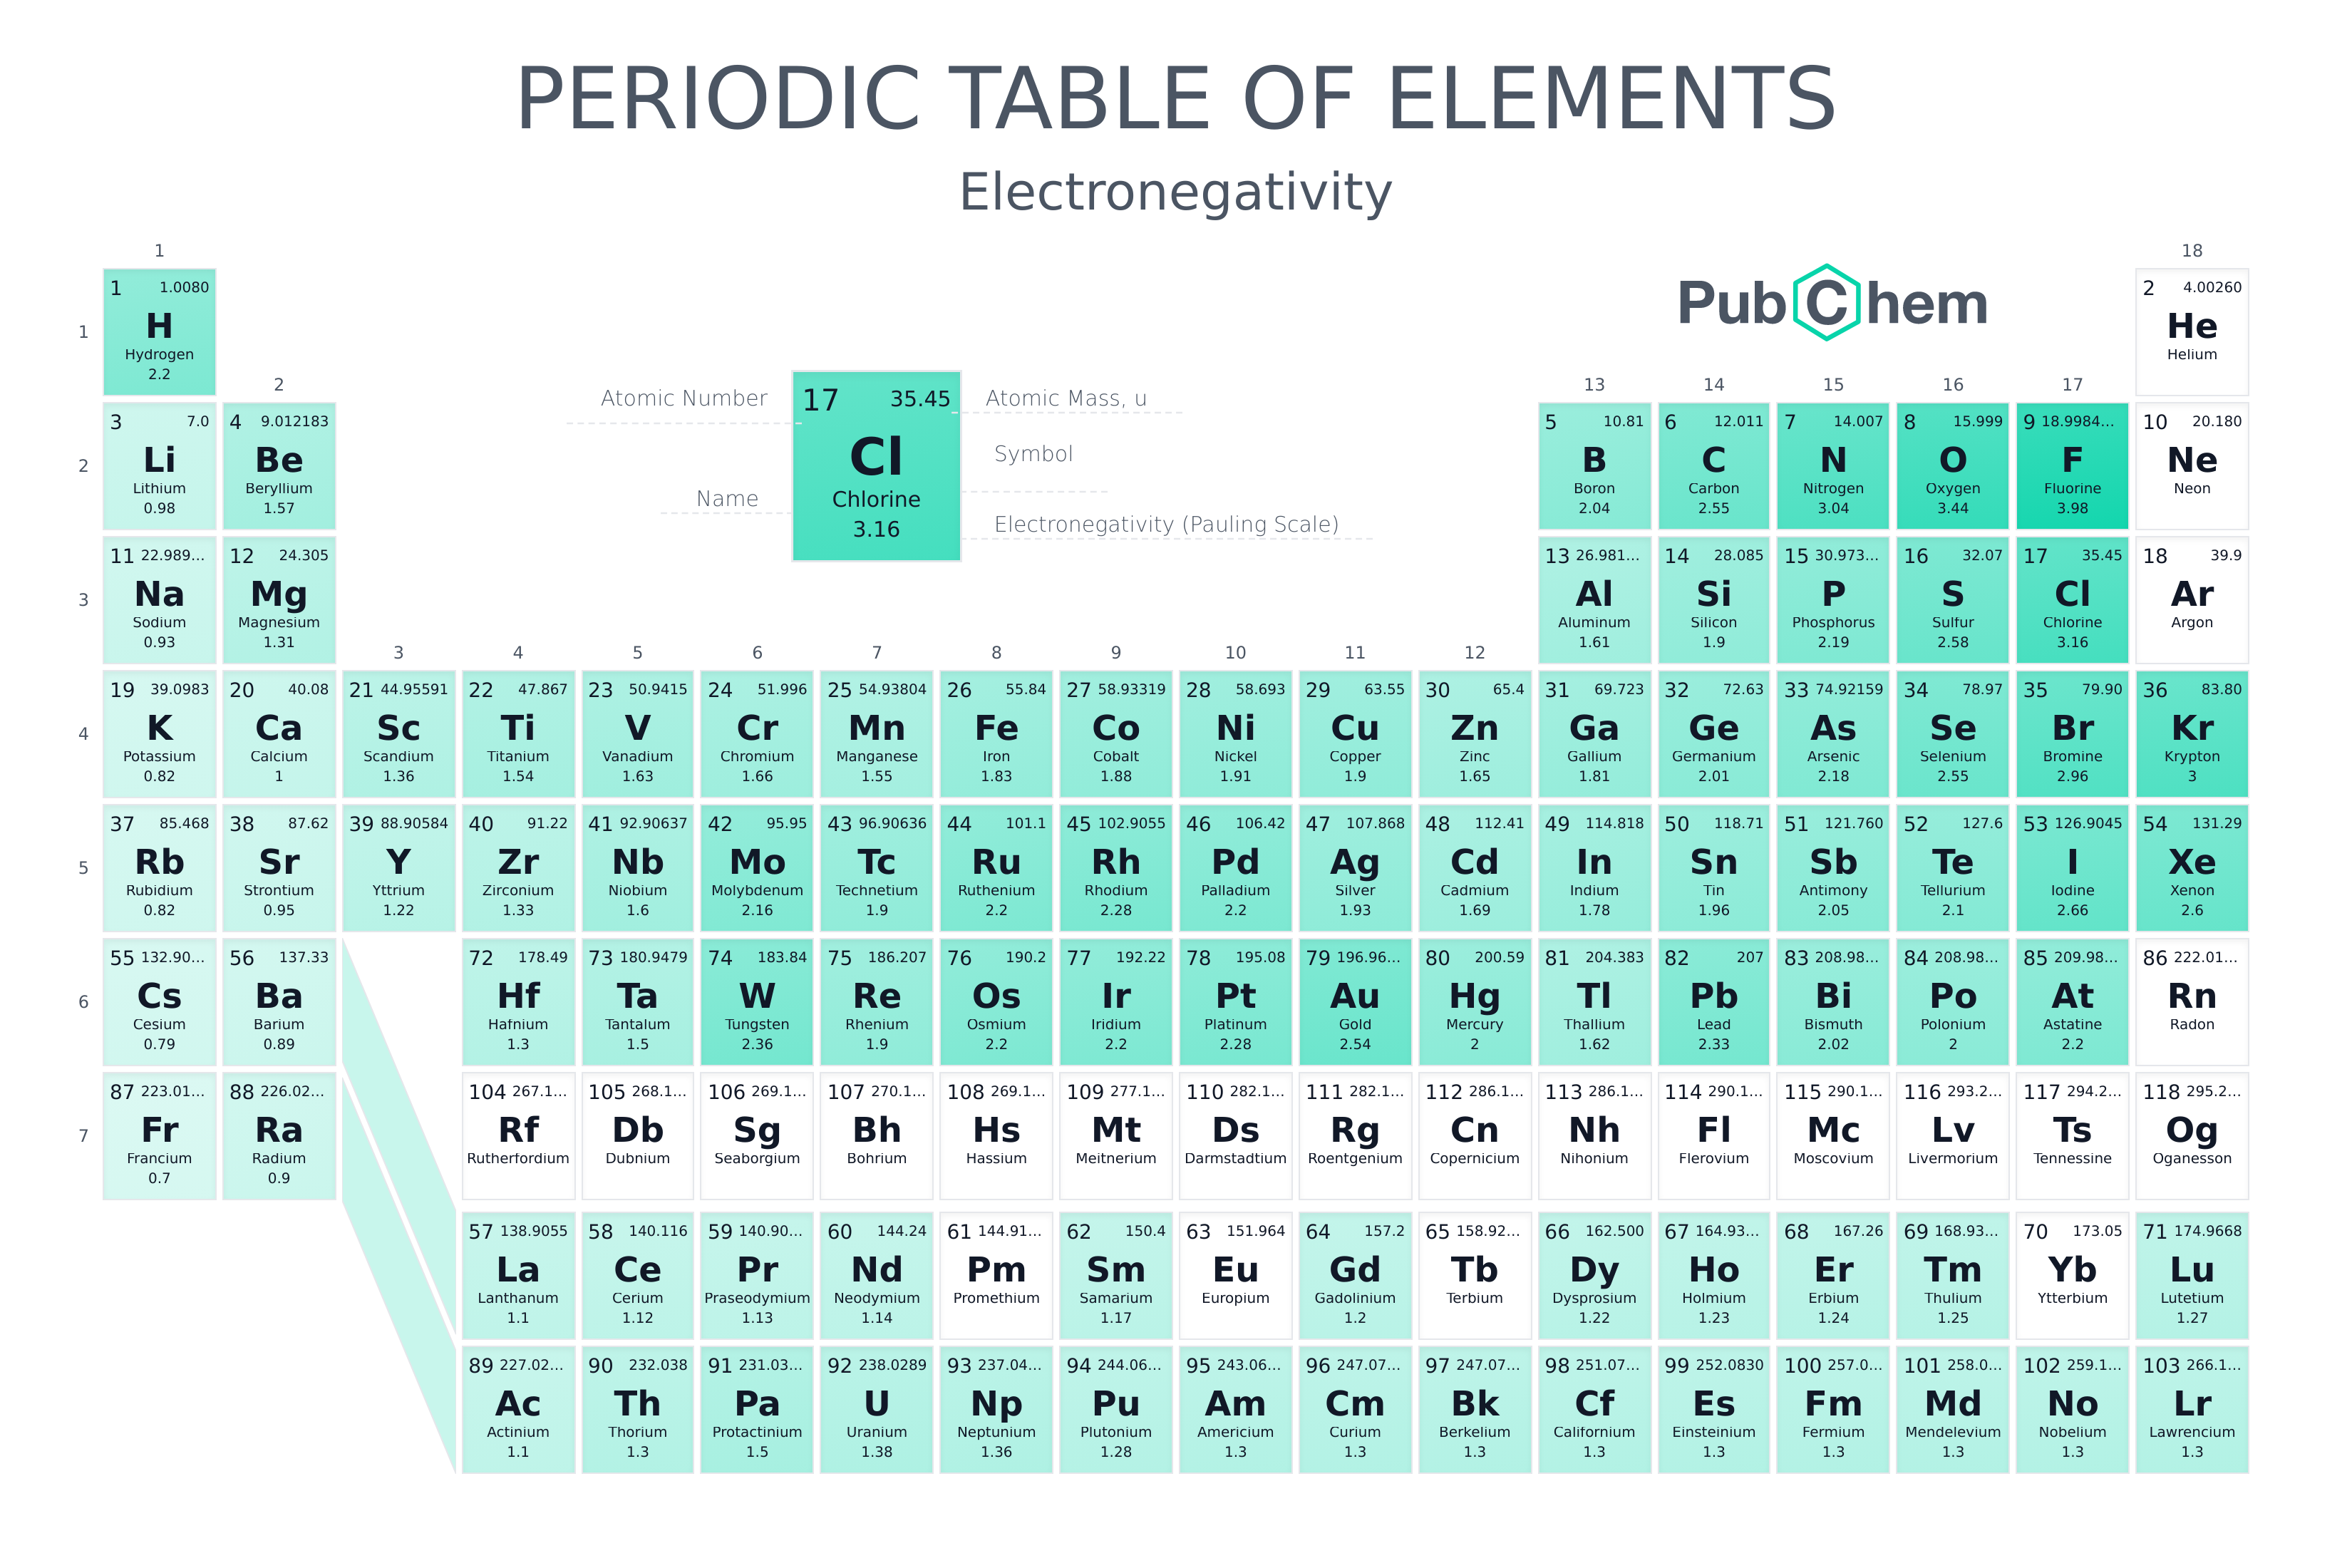 PERIODIC TABLE OF ELEMENTS
Electronegativity
1 18
PubChem
1 1.0080 2 4.00260
H He
1
Hydrogen Helium
2.2
2 13 14 15 16 17
Atomic Number 17 35.45 Atomic Mass, u
Cl Symbol
Name Chlorine
3.16 Electronegativity (Pauling Scale)
3 7.0 4 9.012183 5 10.81 6 12.011 7 14.007 8 15.999 9 18.9984... 10 20.180
2 Li Be B C N O F Ne
Lithium Beryllium Boron Carbon Nitrogen Oxygen Fluorine Neon
0.98 1.57 2.04 2.55 3.04 3.44 3.98
11 22.989... 12 24.305 13 26.981... 14 28.085 15 30.973... 16 32.07 17 35.45 18 39.9
3 Na Mg Al Si P S Cl Ar
Sodium Magnesium Aluminum Silicon Phosphorus Sulfur Chlorine Argon
0.93 1.31 1.61 1.9 2.19 2.58 3.16
3 4 5 6 7 8 9 10 11 12
19 39.0983 20 40.08 21 44.95591 22 47.867 23 50.9415 24 51.996 25 54.93804 26 55.84 27 58.93319 28 58.693 29 63.55 30 65.4 31 69.723 32 72.63 33 74.92159 34 78.97 35 79.90 36 83.80
4 K Ca Sc Ti V Cr Mn Fe Co Ni Cu Zn Ga Ge As Se Br Kr
Potassium Calcium Scandium Titanium Vanadium Chromium Manganese Iron Cobalt Nickel Copper Zinc Gallium Germanium Arsenic Selenium Bromine Krypton
0.82 1 1.36 1.54 1.63 1.66 1.55 1.83 1.88 1.91 1.9 1.65 1.81 2.01 2.18 2.55 2.96 3
37 85.468 38 87.62 39 88.90584 40 91.22 41 92.90637 42 95.95 43 96.90636 44 101.1 45 102.9055 46 106.42 47 107.868 48 112.41 49 114.818 50 118.71 51 121.760 52 127.6 53 126.9045 54 131.29
5 Rb Sr Y Zr Nb Mo Tc Ru Rh Pd Ag Cd In Sn Sb Te I Xe
Rubidium Strontium Yttrium Zirconium Niobium Molybdenum Technetium Ruthenium Rhodium Palladium Silver Cadmium Indium Tin Antimony Tellurium Iodine Xenon
0.82 0.95 1.22 1.33 1.6 2.16 1.9 2.2 2.28 2.2 1.93 1.69 1.78 1.96 2.05 2.1 2.66 2.6
55 132.90... 56 137.33 72 178.49 73 180.9479 74 183.84 75 186.207 76 190.2 77 192.22 78 195.08 79 196.96... 80 200.59 81 204.383 82 207 83 208.98... 84 208.98... 85 209.98... 86 222.01...
6 Cs Ba Hf Ta W Re Os Ir Pt Au Hg Tl Pb Bi Po At Rn
Cesium Barium Hafnium Tantalum Tungsten Rhenium Osmium Iridium Platinum Gold Mercury Thallium Lead Bismuth Polonium Astatine Radon
0.79 0.89 1.3 1.5 2.36 1.9 2.2 2.2 2.28 2.54 2 1.62 2.33 2.02 2 2.2
87 223.01... 88 226.02... 104 267.1... 105 268.1... 106 269.1... 107 270.1... 108 269.1... 109 277.1... 110 282.1... 111 282.1... 112 286.1... 113 286.1... 114 290.1... 115 290.1... 116 293.2... 117 294.2... 118 295.2...
7 Fr Ra Rf Db Sg Bh Hs Mt Ds Rg Cn Nh Fl Mc Lv Ts Og
Francium Radium Rutherfordium Dubnium Seaborgium Bohrium Hassium Meitnerium Darmstadtium Roentgenium Copernicium Nihonium Flerovium Moscovium Livermorium Tennessine Oganesson
0.7 0.9
57 138.9055 58 140.116 59 140.90... 60 144.24 61 144.91... 62 150.4 63 151.964 64 157.2 65 158.92... 66 162.500 67 164.93... 68 167.26 69 168.93... 70 173.05 71 174.9668
La Ce Pr Nd Pm Sm Eu Gd Tb Dy Ho Er Tm Yb Lu
Lanthanum Cerium Praseodymium Neodymium Promethium Samarium Europium Gadolinium Terbium Dysprosium Holmium Erbium Thulium Ytterbium Lutetium
1.1 1.12 1.13 1.14 1.17 1.2 1.22 1.23 1.24 1.25 1.27
89 227.02... 90 232.038 91 231.03... 92 238.0289 93 237.04... 94 244.06... 95 243.06... 96 247.07... 97 247.07... 98 251.07... 99 252.0830 100 257.0... 101 258.0... 102 259.1... 103 266.1...
Ac Th Pa U Np Pu Am Cm Bk Cf Es Fm Md No Lr
Actinium Thorium Protactinium Uranium Neptunium Plutonium Americium Curium Berkelium Californium Einsteinium Fermium Mendelevium Nobelium Lawrencium
1.1 1.3 1.5 1.38 1.36 1.28 1.3 1.3 1.3 1.3 1.3 1.3 1.3 1.3 1.3